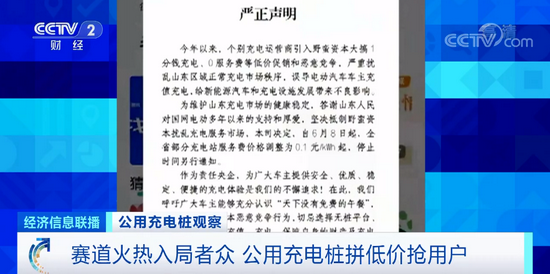 严正声明
CCTV 2
财经
CCTV.com
今年以来，个别充电运营商引入野蛮资本大搞1
分钱充电、0服务费等低价促销和恶意竞争，严重扰
乱山东区域正常充电市场秩序，误导电动汽车车主充
值充电，给新能源汽车和充电设施发展带来不良影响。
为维护山东充电市场的健康稳定，答谢山东人民
对国网电动多年以来的支持和厚爱，坚决抵制野蛮资
本扰乱充电服务市场，本司决定，自6月8日起，全
省部分充电站服务费价格调整为0.1元/kWh起，停止
时间另行通知。
作为责任央企，为广大车主提供安全、优质、稳
定、便捷的充电体验是我们的不懈追求！在此，我们
呼吁广大车主能够充分认识“天下没有免费的午餐”，
本恶意竞争行为，切忌选择无桩平台、
猜
经济信息联播
公用充电桩观察
赛道火热入局者众 公用充电桩拼低价抢用户